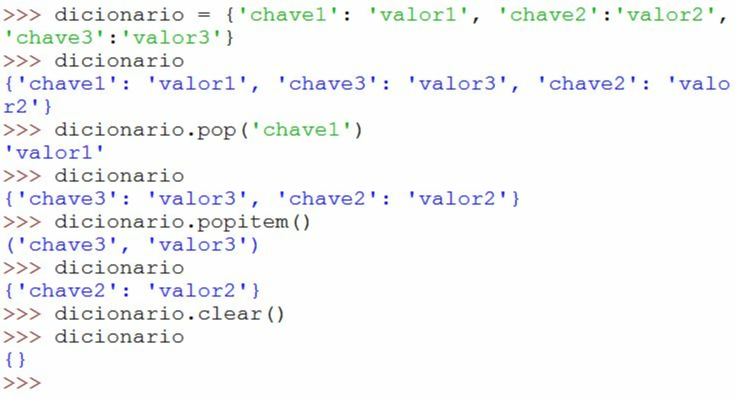 >>> dicionario = {'chave1': 'valor1', 'chave2':'valor2',
'chave3':'valor3'}
>>> dicionario
{'chave1': 'valor1', 'chave3': 'valor3', 'chave2': 'valo
r2'}
>>> dicionario.pop('chave1')
'valor1'
>>> dicionario
{'chave3': 'valor3', 'chave2': 'valor2'}
>>> dicionario.popitem()
('chave3', 'valor3')
>>> dicionario
{'chave2': 'valor2'}
>>> dicionario.clear()
>>> dicionario
{}
>>>